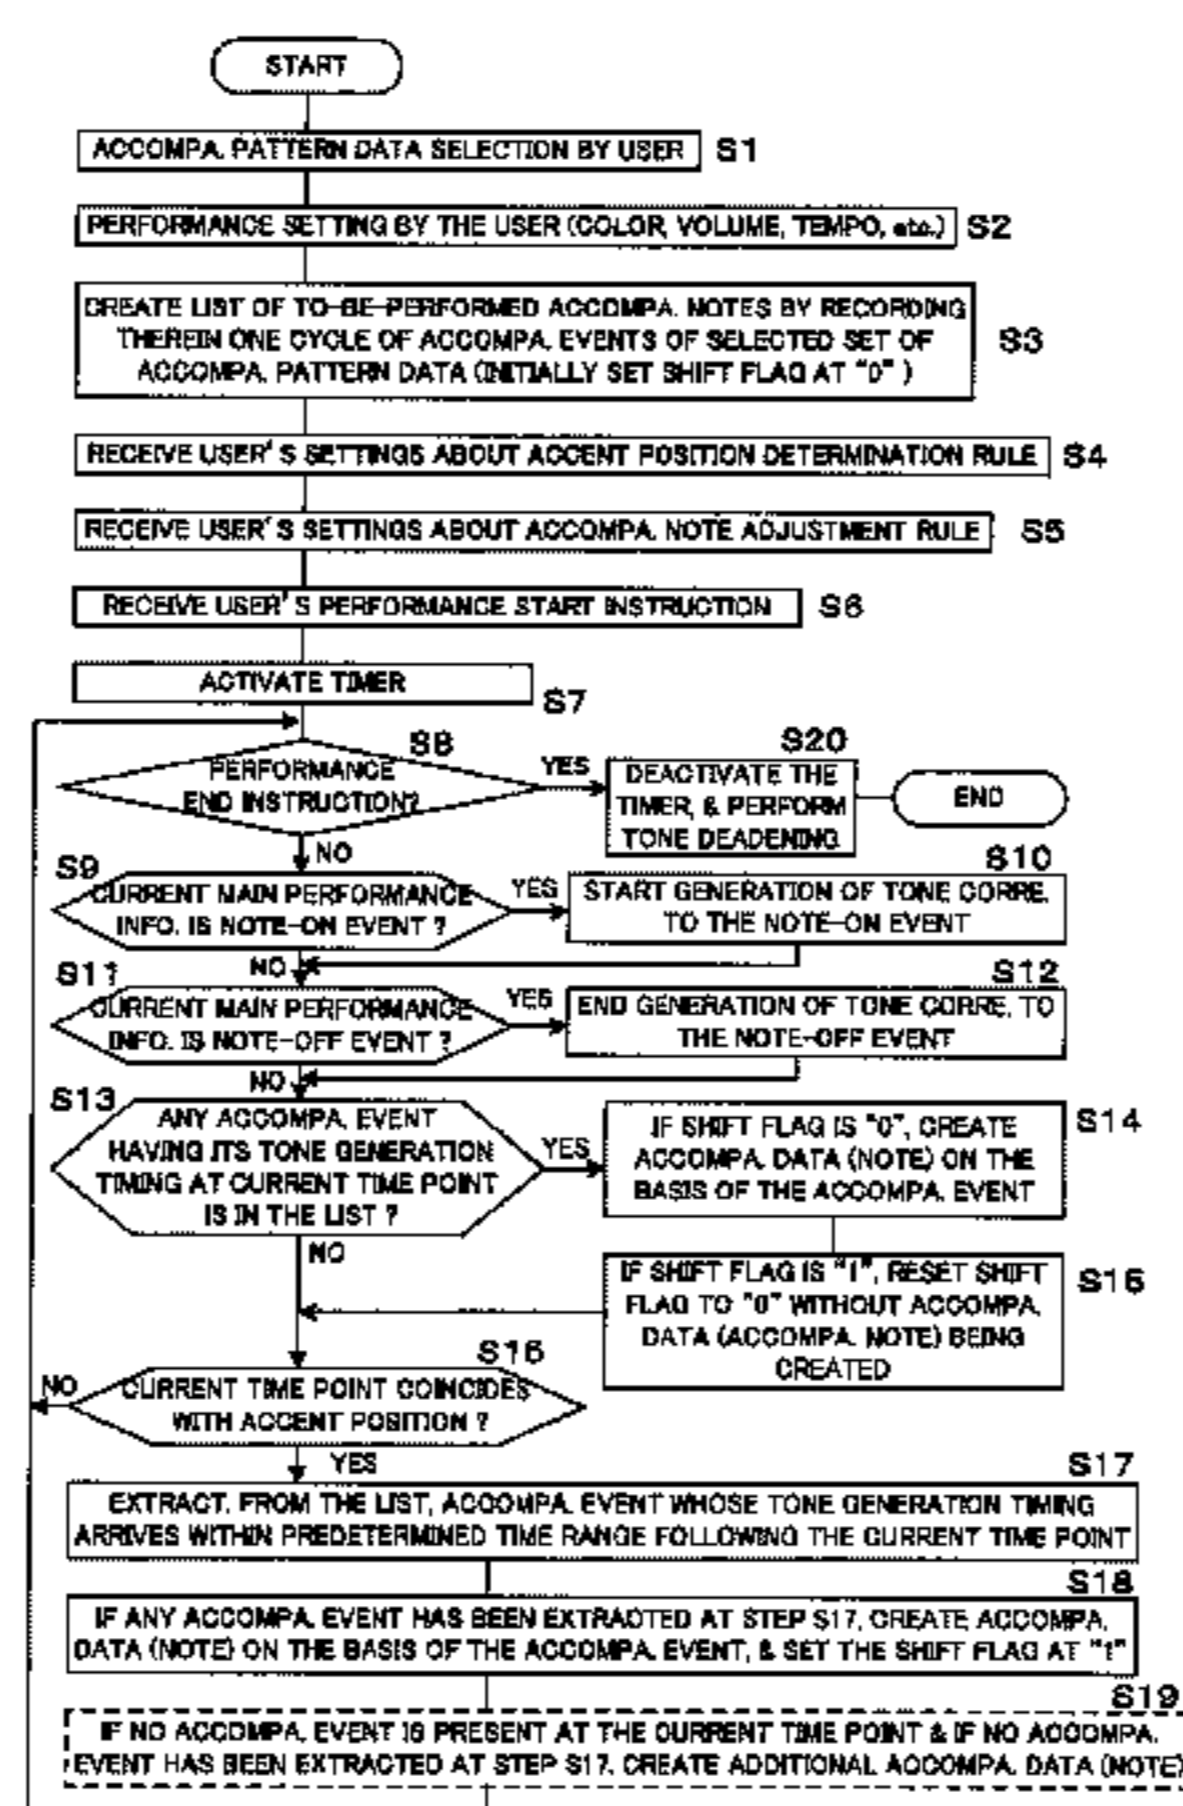 START
ACCOMPA. PATTERN DATA SELECTION BY USER S1
PERFORMANCE SETTING BY THE USER (COLOR, VOLUME, TEMPO, etc.) S2
CREATE LIST OF TO-BE-PERFORMED ACCOMPA. NOTES BY RECORDING
THEREIN ONE CYCLE OF ACCOMPA. EVENTS OF SELECTED SET OF
ACCOMPA. PATTERN DATA (INITIALLY SET SHIFT FLAG AT "0" )
S3
RECEIVE USER'S SETTINGS ABOUT ACCENT POSITION DETERMINATION RULE S4
RECEIVE USER'S SETTINGS ABOUT ACCOMPA. NOTE ADJUSTMENT RULE S5
RECEIVE USER'S PERFORMANCE START INSTRUCTION S6
ACTIVATE TIMER
S7
S8
PERFORMANCE
END INSTRUCTION?
YES
S20
DEACTIVATE THE
TIMER, & PERFORM
TONE DEADENING
END
NO
S9
CURRENT MAIN PERFORMANCE
INFO. IS NOTE-ON EVENT ?
YES
S10
START GENERATION OF TONE CORRE.
TO THE NOTE-ON EVENT
NO
S11
CURRENT MAIN PERFORMANCE
INFO. IS NOTE-OFF EVENT ?
YES
S12
END GENERATION OF TONE CORRE. TO
THE NOTE-OFF EVENT
NO
S13
ANY ACCOMPA. EVENT
HAVING ITS TONE GENERATION
TIMING AT CURRENT TIME POINT
IS IN THE LIST ?
YES
S14
IF SHIFT FLAG IS "0", CREATE
ACCOMPA. DATA (NOTE) ON THE
BASIS OF THE ACCOMPA. EVENT
NO
IF SHIFT FLAG IS "1", RESET SHIFT
FLAG TO "0" WITHOUT ACCOMPA.
DATA (ACCOMPA. NOTE) BEING
CREATED
S15
S16
CURRENT TIME POINT COINCIDES
WITH ACCENT POSITION ?
NO
YES
S17
EXTRACT, FROM THE LIST, ACCOMPA. EVENT WHOSE TONE GENERATION TIMING
ARRIVES WITHIN PREDETERMINED TIME RANGE FOLLOWING THE CURRENT TIME POINT
S18
IF ANY ACCOMPA. EVENT HAS BEEN EXTRACTED AT STEP S17, CREATE ACCOMPA.
DATA (NOTE) ON THE BASIS OF THE ACCOMPA. EVENT, & SET THE SHIFT FLAG AT "1"
S19
IF NO ACCOMPA. EVENT IS PRESENT AT THE CURRENT TIME POINT & IF NO ACCOMPA.
EVENT HAS BEEN EXTRACTED AT STEP S17, CREATE ADDITIONAL ACCOMPA. DATA (NOTE)